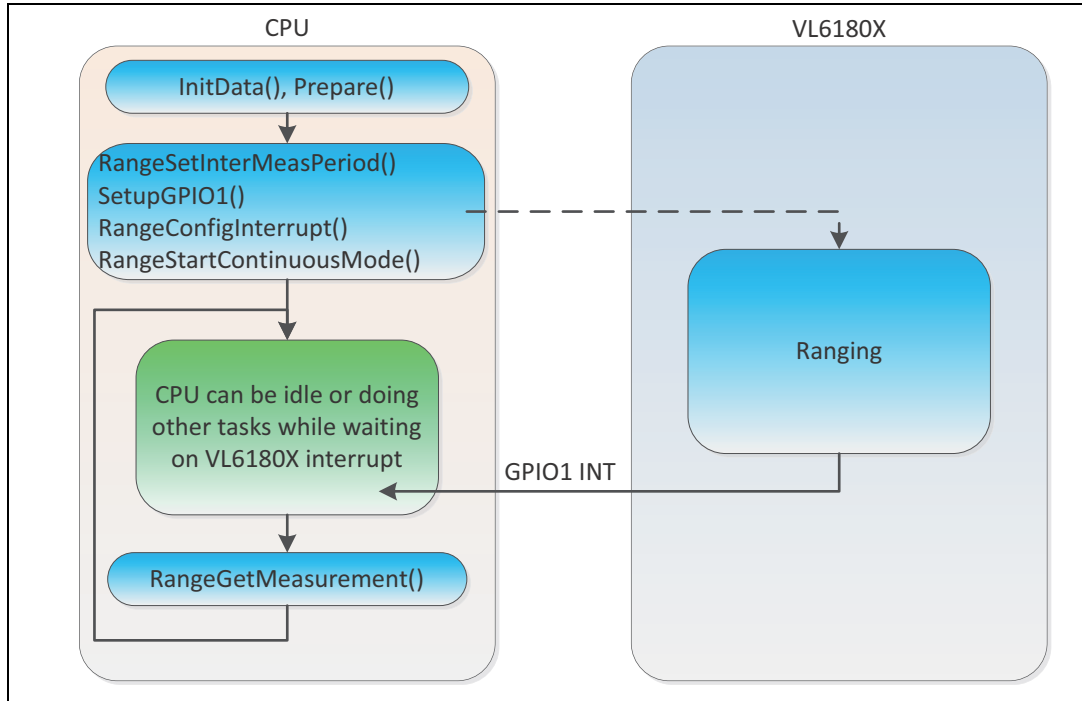 CPU
VL6180X
InitData(), Prepare()
RangeSetInterMeasPeriod()
SetupGPIO1()
RangeConfigInterrupt()
RangeStartContinuousMode()
Ranging
CPU can be idle or doing
other tasks while waiting
on VL6180X interrupt
GPIO1 INT
RangeGetMeasurement()